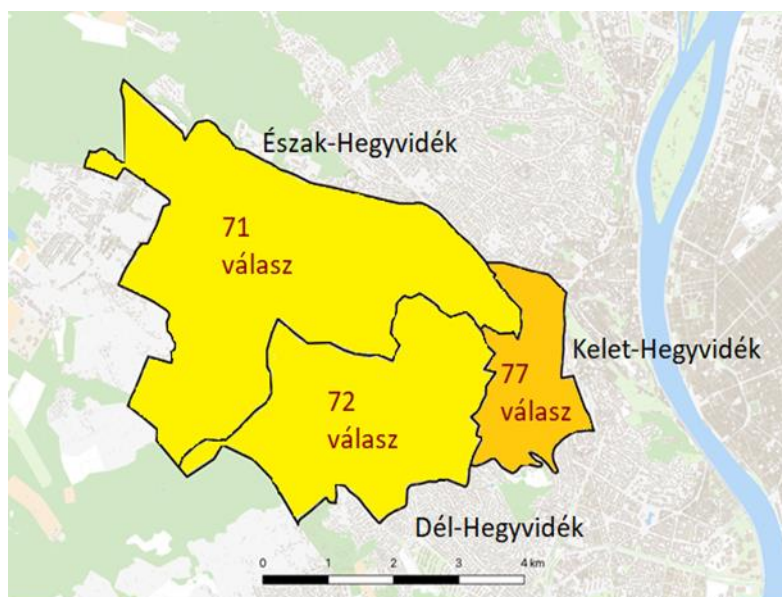 Észak-Hegyvidék
71
válasz
Kelet-Hegyvidék
77
válasz
72
válasz
Dél-Hegyvidék
0 1 2 3 4 km